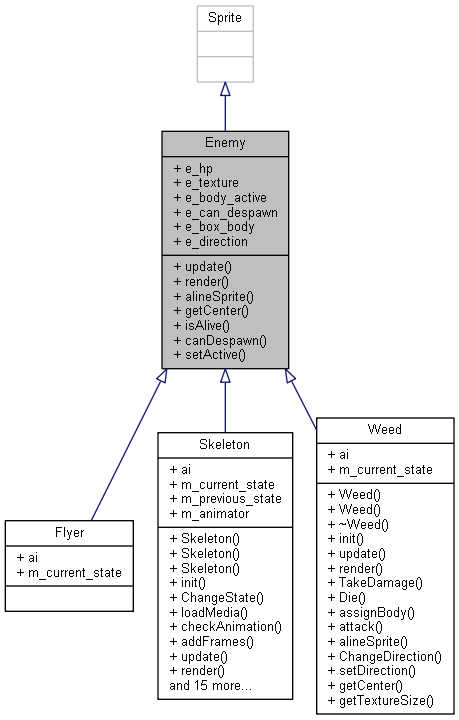 Sprite
Enemy
+ e_hp
+ e_texture
+ e_body_active
+ e_can_despawn
+ e_box_body
+ e_direction
+ update()
+ render()
+ alineSprite()
+ getCenter()
+ isAlive()
+ canDespawn()
+ setActive()
Flyer
+ ai
+ m_current_state
Skeleton
+ ai
+ m_current_state
+ m_previous_state
+ m_animator
+ Skeleton()
+ Skeleton()
+ Skeleton()
+ init()
+ ChangeState()
+ loadMedia()
+ checkAnimation()
+ addFrames()
+ update()
+ render()
and 15 more...
Weed
+ ai
+ m_current_state
+ Weed()
+ Weed()
+ ~Weed()
+ init()
+ update()
+ render()
+ TakeDamage()
+ Die()
+ assignBody()
+ attack()
+ alineSprite()
+ ChangeDirection()
+ setDirection()
+ getCenter()
+ getTextureSize()